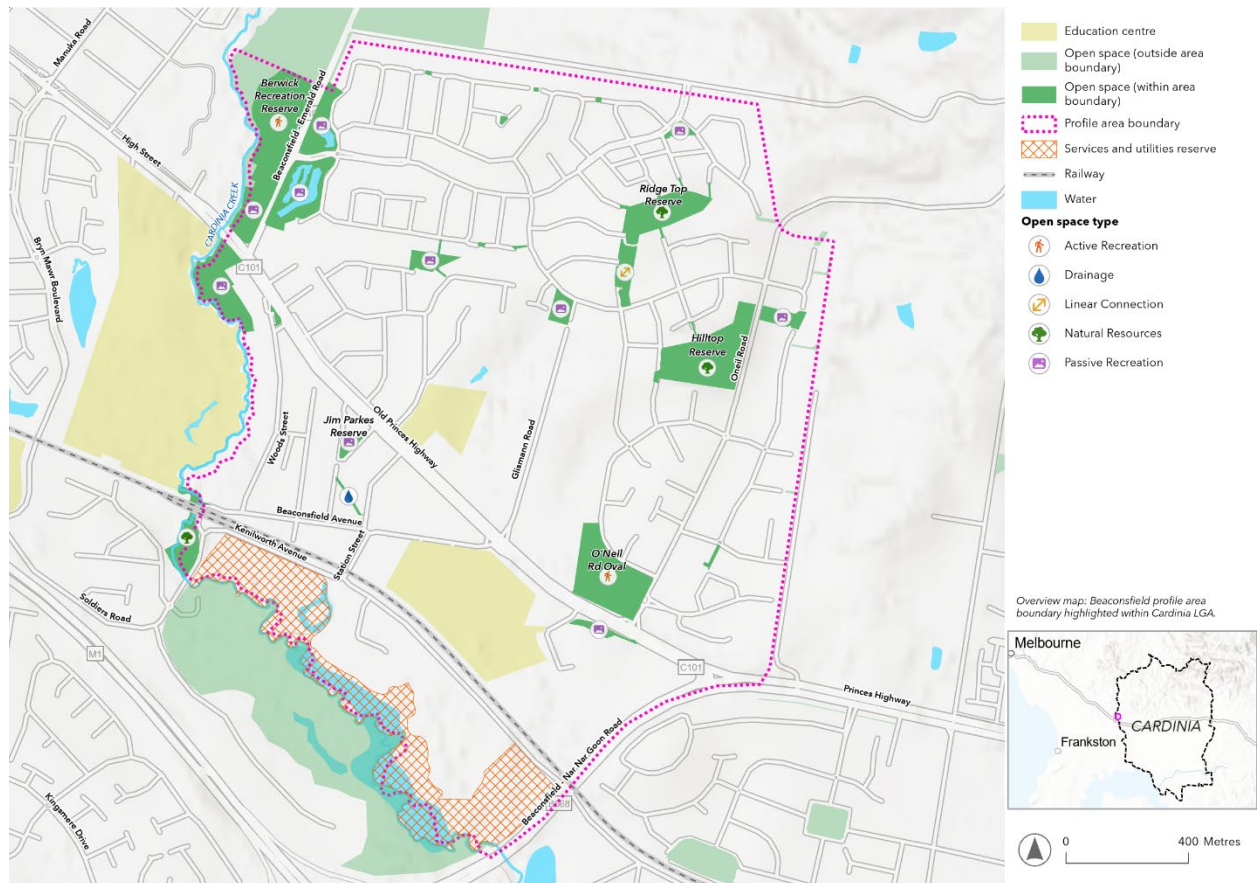 Manuka Road
High Street
Berwick
Recreation
Reserve
Beaconsfield - Emerald Road
CARDINIA CREEK
Bryn Mawr Boulevard
C101
Ridge Top
Reserve
Hilltop
Reserve
Oneil Road
Woods Street
Jim Parkes
Reserve
Old Princes Highway
Glismann Road
Beaconsfield Avenue
Kenilworth Avenue
Station Street
Soldiers Road
M1
O'Neil
Rd Oval
C101
Princes Highway
Beaconsfield - Nar Nar Goon Road
Kingsmere Drive
Education centre
Open space (outside area
boundary)
Open space (within area
boundary)
Profile area boundary
Services and utilities reserve
Railway
Water
Open space type
Active Recreation
Drainage
Linear Connection
Natural Resources
Passive Recreation
Overview map: Beaconsfield profile area
boundary highlighted within Cardinia LGA.
Melbourne
CARDINIA
Frankston
0 400 Metres